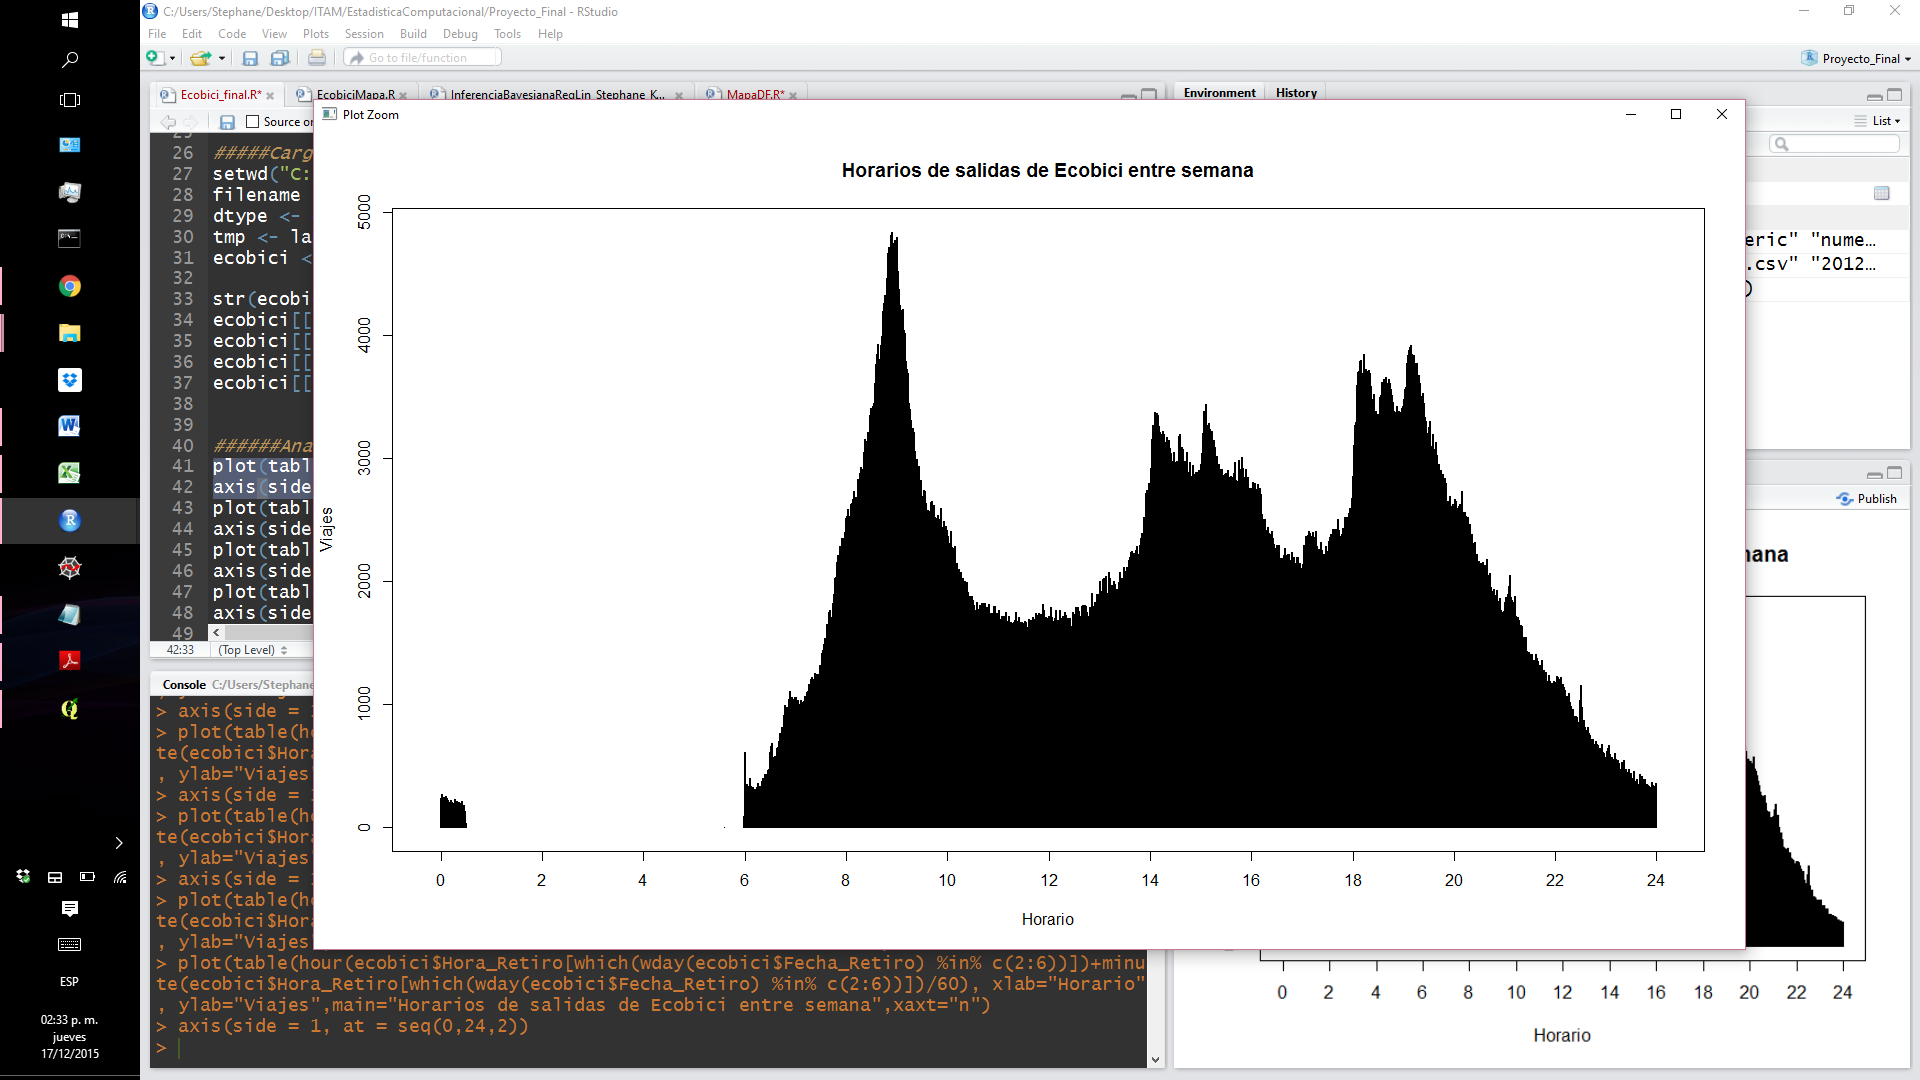 C:/Users/Stephane/Desktop/ITAM/EstadisticaComputacional/Proyecto_Final - RStudio
File Edit Code View Plots Session Build Debug Tools Help
Go to file/function
Proyecto_Final
Ecobici_final.R*
EcobiciMapa.R
InferenciaBayesianaRegLin_Stephane_K...
MapaDF.R*
Environment History
Source or
List
Plot Zoom
Horarios de salidas de Ecobici entre semana
5000
4000
3000
2000
1000
0
Viajes
0 2 4 6 8 10 12 14 16 18 20 22 24
Horario
25
26 #####Carg
27 setwd("C:
28 filename
29 dtype <-
30 tmp <- la
31 ecobici <
32
33 str(ecobi
34 ecobici[[
35 ecobici[[
36 ecobici[[
37 ecobici[[
38
39
40 ######Ana
41 plot(tabl
42 axis(side
43 plot(tabl
44 axis(side
45 plot(tabl
46 axis(side
47 plot(tabl
48 axis(side
49
42:33 (Top Level)
eric" "nume...
.csv" "2012...
)
Publish
Console C:/Users/Stephane
> axis(side =
> plot(table(h
te(ecobici$Hor
, ylab="Viajes
> axis(side =
> plot(table(h
te(ecobici$Hor
, ylab="Viajes
> axis(side =
> plot(table(h
te(ecobici$Hor
, ylab="Viajes
> plot(table(hour(ecobici$Hora_Retiro[which(wday(ecobici$Fecha_Retiro) %in% c(2:6))])+minu
te(ecobici$Hora_Retiro[which(wday(ecobici$Fecha_Retiro) %in% c(2:6))])/60), xlab="Horario"
, ylab="Viajes",main="Horarios de salidas de Ecobici entre semana",xaxt="n")
> axis(side = 1, at = seq(0,24,2))
>
mana
0 2 4 6 8 10 12 14 16 18 20 22 24
Horario
ESP
02:33 p. m.
jueves
17/12/2015